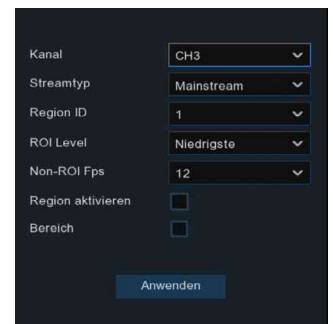 Kanal CH3
Streamtyp Mainstream
Region ID 1
ROI Level Niedrigste
Non-ROI Fps 12
Region aktivieren
Bereich
Anwenden